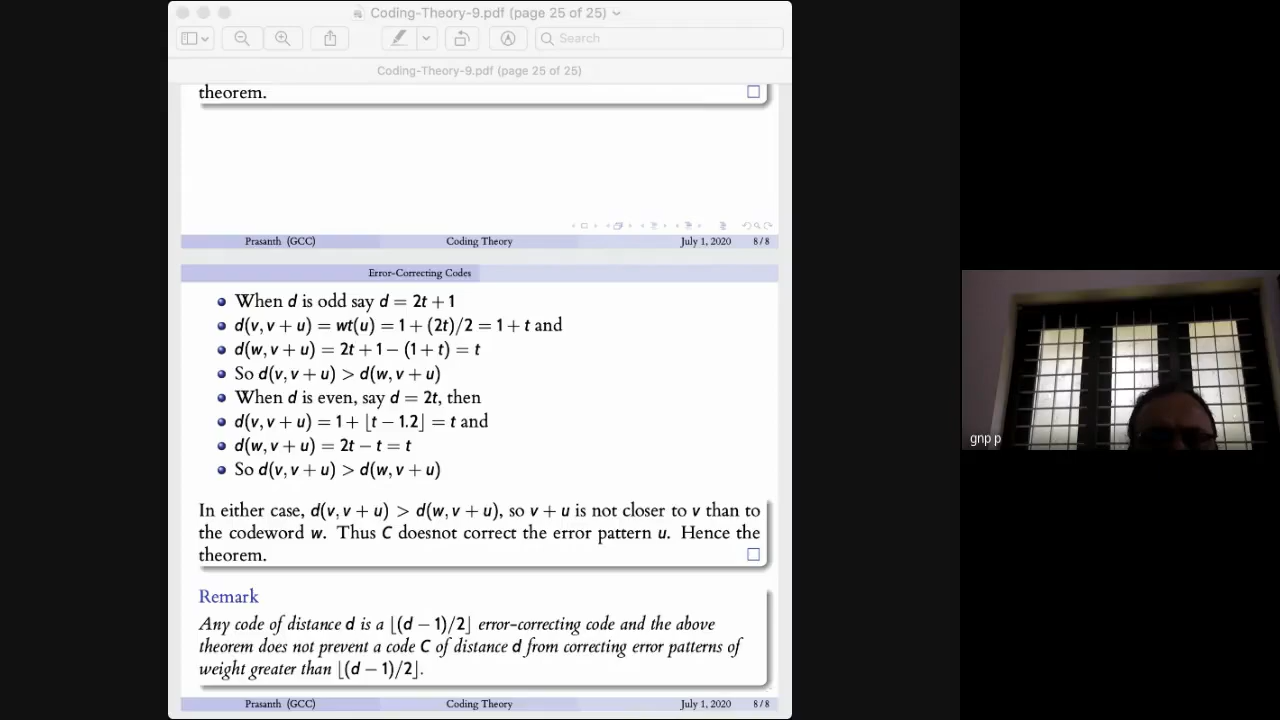 Coding-Theory-9.pdf (page 25 of 25)
Search
Coding-Theory-9.pdf (page 25 of 25)
theorem.
Prasanth (GCC) Coding Theory July 1, 2020 8/8
Error-Correcting Codes
When d is odd say d = 2t + 1
d(v, v + u) = wt(u) = 1 + (2t)/2 = 1 + t and
d(w, v + u) = 2t + 1 − (1 + t) = t
So d(v, v + u) > d(w, v + u)
When d is even, say d = 2t, then
d(v, v + u) = 1 + ⌊t − 1.2⌋ = t and
d(w, v + u) = 2t − t = t
So d(v, v + u) > d(w, v + u)
In either case, d(v, v + u) > d(w, v + u), so v + u is not closer to v than to
the codeword w. Thus C doesnot correct the error pattern u. Hence the
theorem.
Remark
Any code of distance d is a ⌊(d − 1)/2⌋ error-correcting code and the above
theorem does not prevent a code C of distance d from correcting error patterns of
weight greater than ⌊(d − 1)/2⌋.
Prasanth (GCC) Coding Theory July 1, 2020 8/8
gnp p